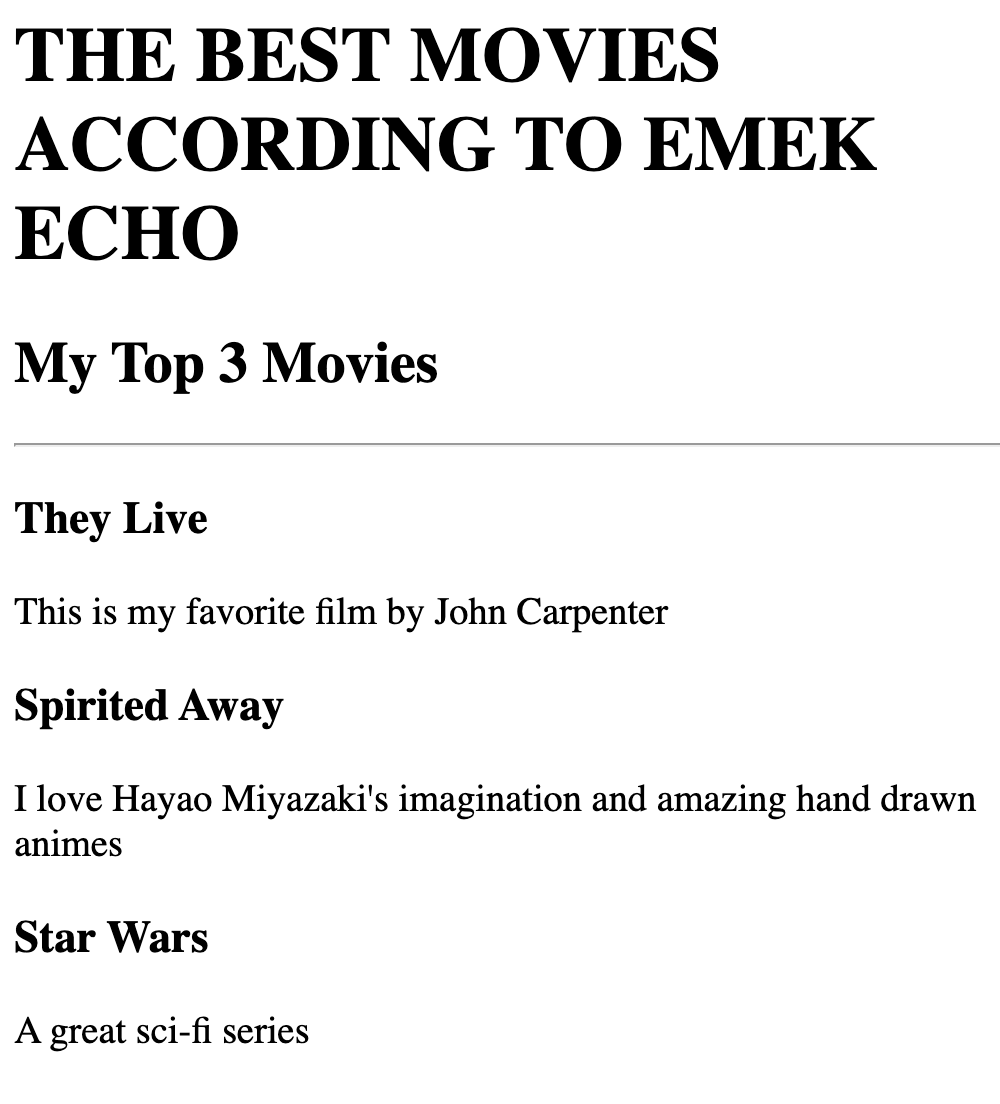 THE BEST MOVIES
ACCORDING TO EMEK
ECHO
My Top 3 Movies
They Live
This is my favorite film by John Carpenter
Spirited Away
I love Hayao Miyazaki's imagination and amazing hand drawn
animes
Star Wars
A great sci-fi series